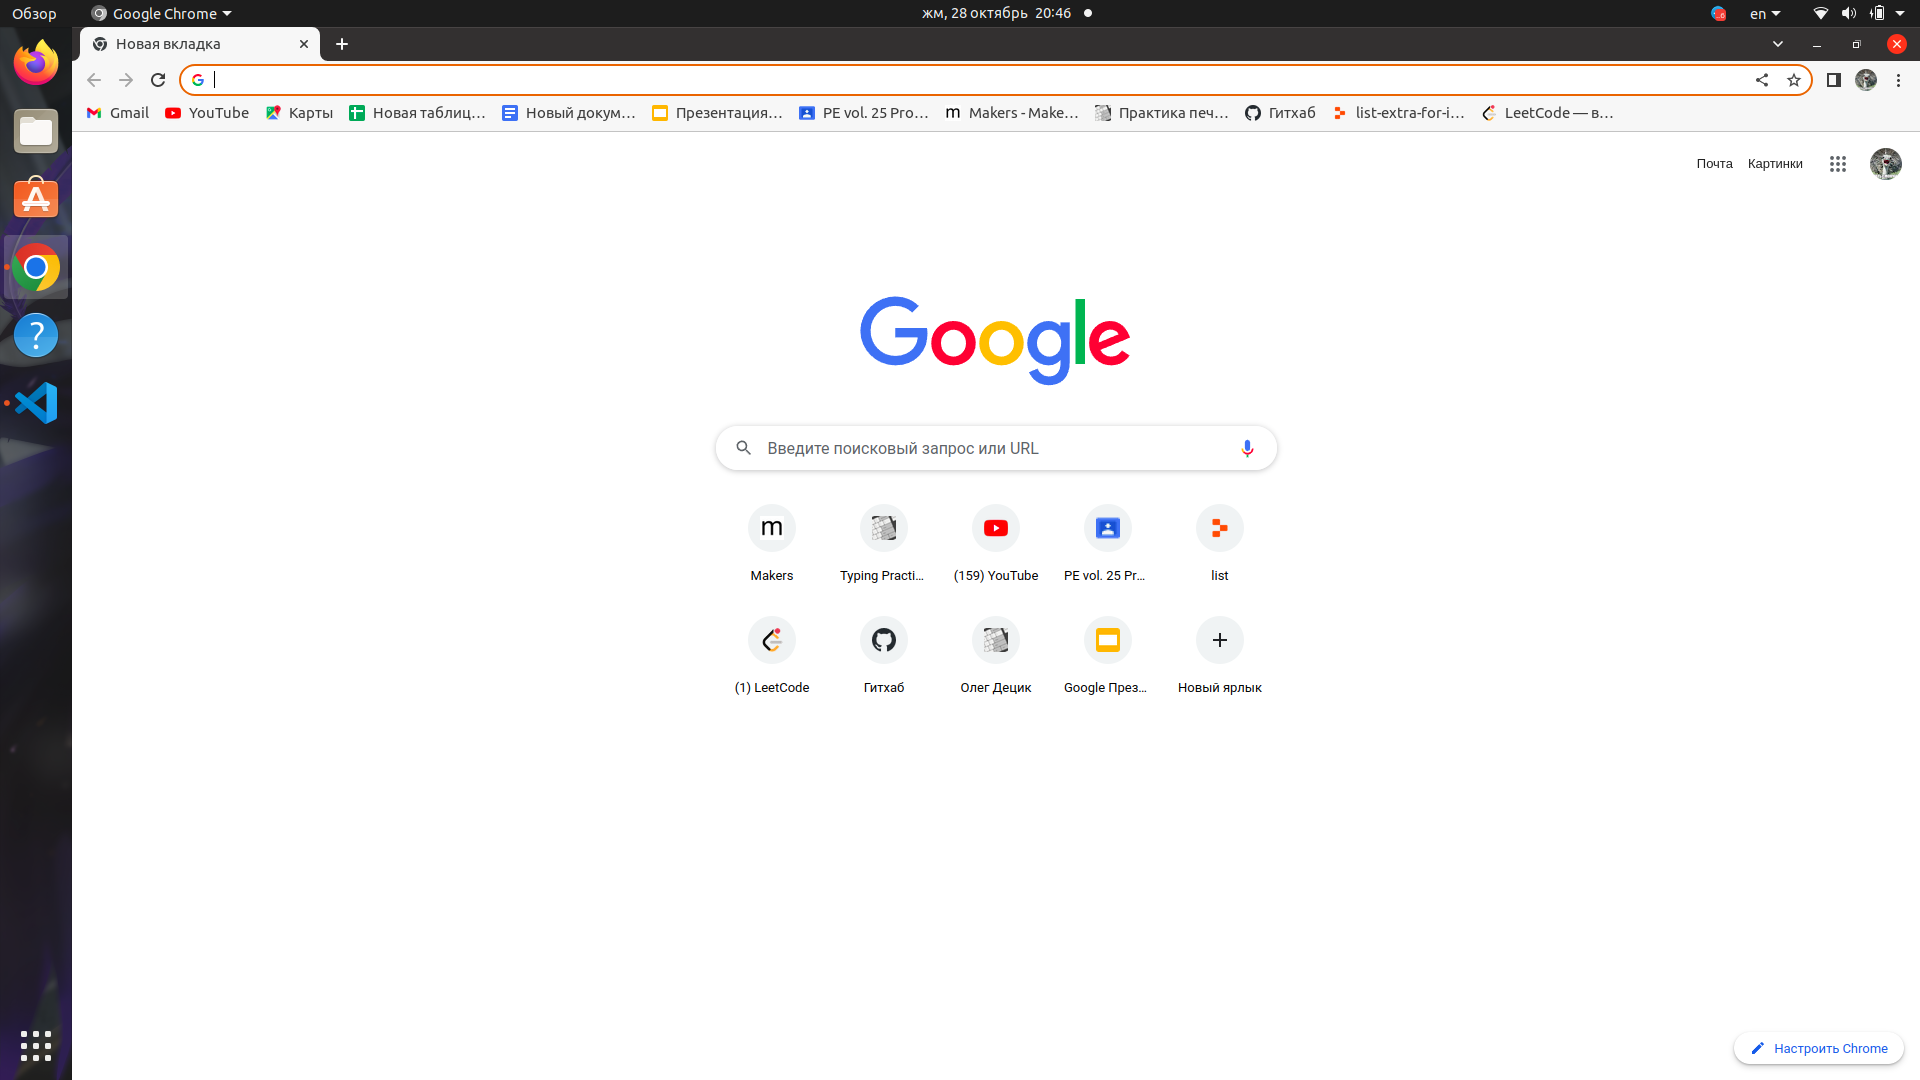 Обзор Google Chrome жм, 28 октябрь 20:46 en
Новая вкладка
Gmail YouTube Карты Новая таблиц… Новый докум… Презентация… PE vol. 25 Pro… Makers - Make… Практика печ… Гитхаб list-extra-for-i… LeetCode — в…
Почта Картинки
Google
Введите поисковый запрос или URL
Makers Typing Practi… (159) YouTube PE vol. 25 Pr… list
(1) LeetCode Гитхаб Олег Децик Google През… Новый ярлык
Настроить Chrome